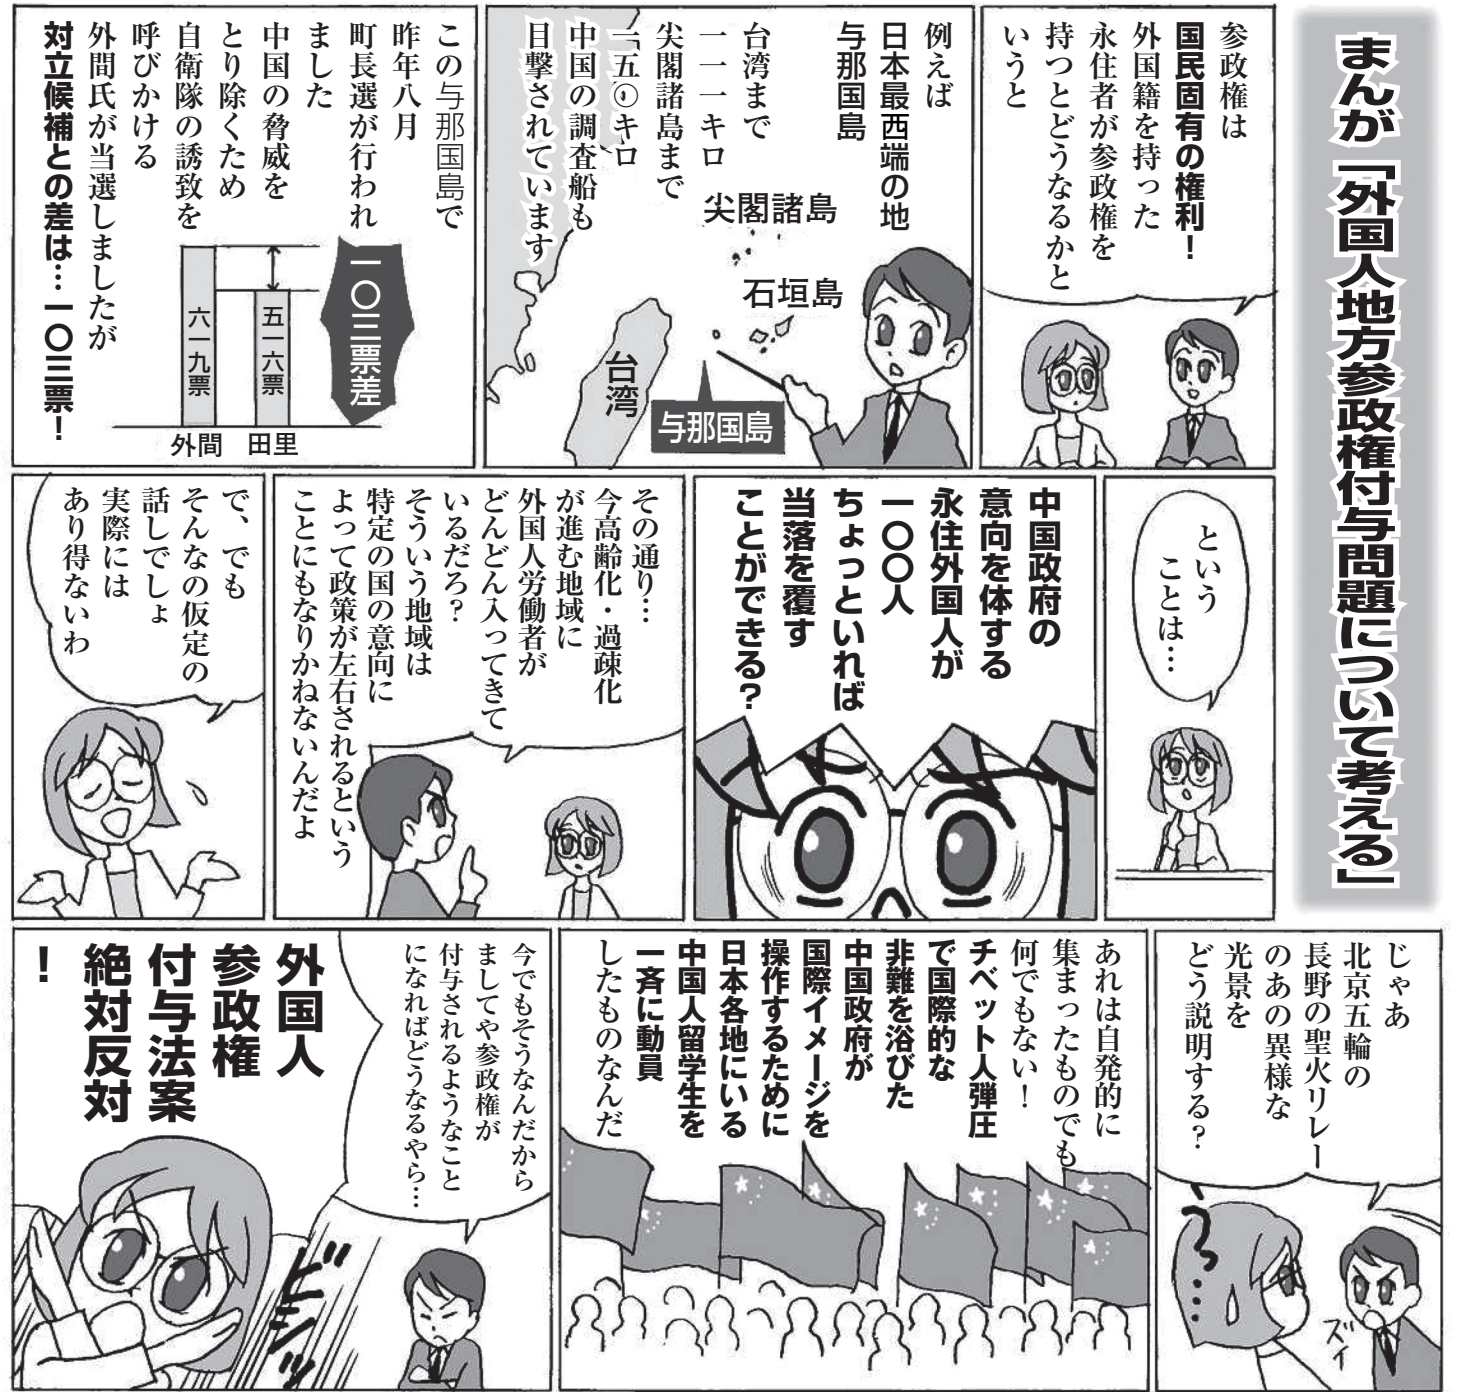 まんが「外国人地方参政権付与問題について考える」
参政権は
国民固有の権利！
外国籍を持った
永住者が参政権を
持つとどうなるかと
いうと
例えば
日本最西端の地
与那国島
台湾まで
一一一キロ
尖閣諸島まで
一五〇キロ
中国の調査船も
目撃されています
尖閣諸島
石垣島
台湾
与那国島
この与那国島で
昨年八月
町長選が行われ
ました
中国の脅威を
とり除くため
自衛隊の誘致を
呼びかける
外間氏が当選しましたが
対立候補との差は…一〇三票！
一〇三票差
五一六票
六一九票
外間
田里
という
ことは…
中国政府の
意向を体する
永住外国人が
一〇〇人
ちょっといれば
当落を覆す
ことができる？
その通り…
今高齢化・過疎化
が進む地域に
外国人労働者が
どんどん入ってきて
いるだろ？
そういう地域は
特定の国の意向に
よって政策が左右されるという
ことにもなりかねないんだよ
で、でも
そんなの仮定の
話しでしょ
実際には
あり得ないわ
じゃあ
北京五輪の
長野の聖火リレー
のあの異様な
光景を
どう説明する？
うっ…
ズイ
あれは自発的に
集まったものでも
何でもない！
チベット人弾圧
で国際的な
非難を浴びた
中国政府が
国際イメージを
操作するために
日本各地にいる
中国人留学生を
一斉に動員
したものなんだ
今でもそうなんだから
ましてや参政権が
付与されるようなこと
になればどうなるやら…
外国人
参政権
付与法案
絶対反対
！
ビシッ